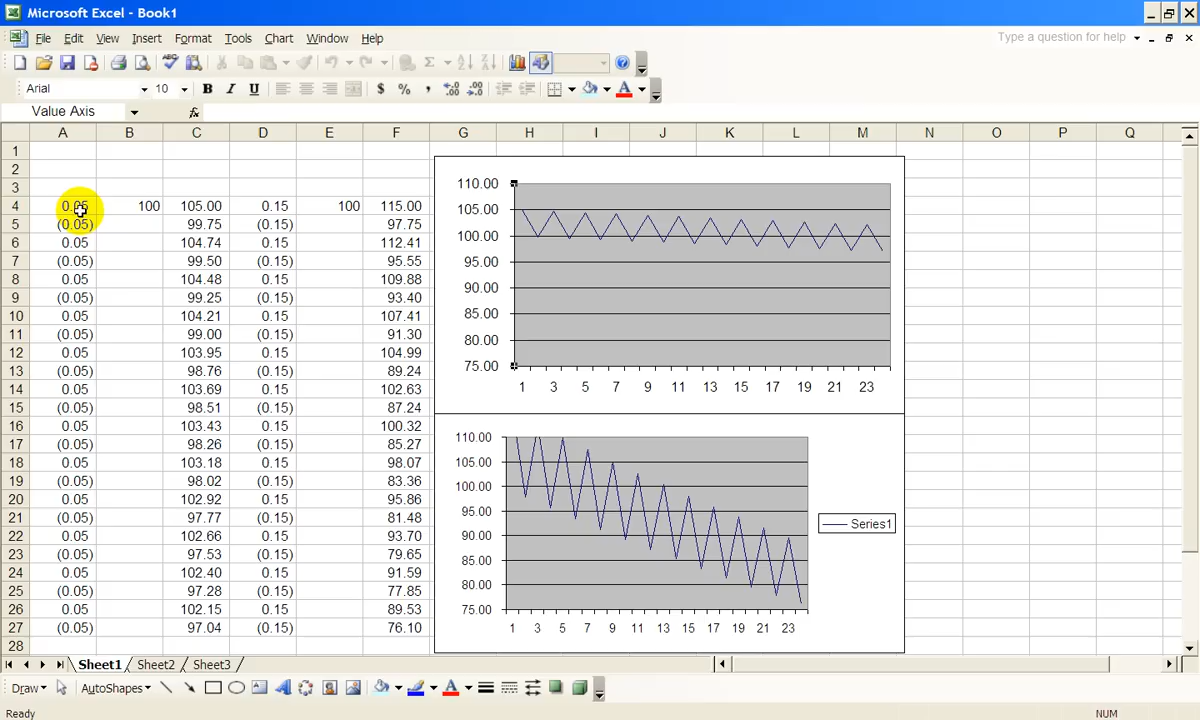 Microsoft Excel - Book1
File Edit View Insert Format Tools Chart Window Help
Type a question for help
Arial 10 B I U $ % ,
Value Axis fx
A B C D E F G H I J K L M N O P Q
1
2
3
4 0.05 100 105.00 0.15 100 115.00
5 (0.05) 99.75 (0.15) 97.75
6 0.05 104.74 0.15 112.41
7 (0.05) 99.50 (0.15) 95.55
8 0.05 104.48 0.15 109.88
9 (0.05) 99.25 (0.15) 93.40
10 0.05 104.21 0.15 107.41
11 (0.05) 99.00 (0.15) 91.30
12 0.05 103.95 0.15 104.99
13 (0.05) 98.76 (0.15) 89.24
14 0.05 103.69 0.15 102.63
15 (0.05) 98.51 (0.15) 87.24
16 0.05 103.43 0.15 100.32
17 (0.05) 98.26 (0.15) 85.27
18 0.05 103.18 0.15 98.07
19 (0.05) 98.02 (0.15) 83.36
20 0.05 102.92 0.15 95.86
21 (0.05) 97.77 (0.15) 81.48
22 0.05 102.66 0.15 93.70
23 (0.05) 97.53 (0.15) 79.65
24 0.05 102.40 0.15 91.59
25 (0.05) 97.28 (0.15) 77.85
26 0.05 102.15 0.15 89.53
27 (0.05) 97.04 (0.15) 76.10
28
110.00
105.00
100.00
95.00
90.00
85.00
80.00
75.00
1 3 5 7 9 11 13 15 17 19 21 23
110.00
105.00
100.00
95.00
90.00
85.00
80.00
75.00
1 3 5 7 9 11 13 15 17 19 21 23
Series1
Sheet1 Sheet2 Sheet3
Draw AutoShapes
Ready NUM